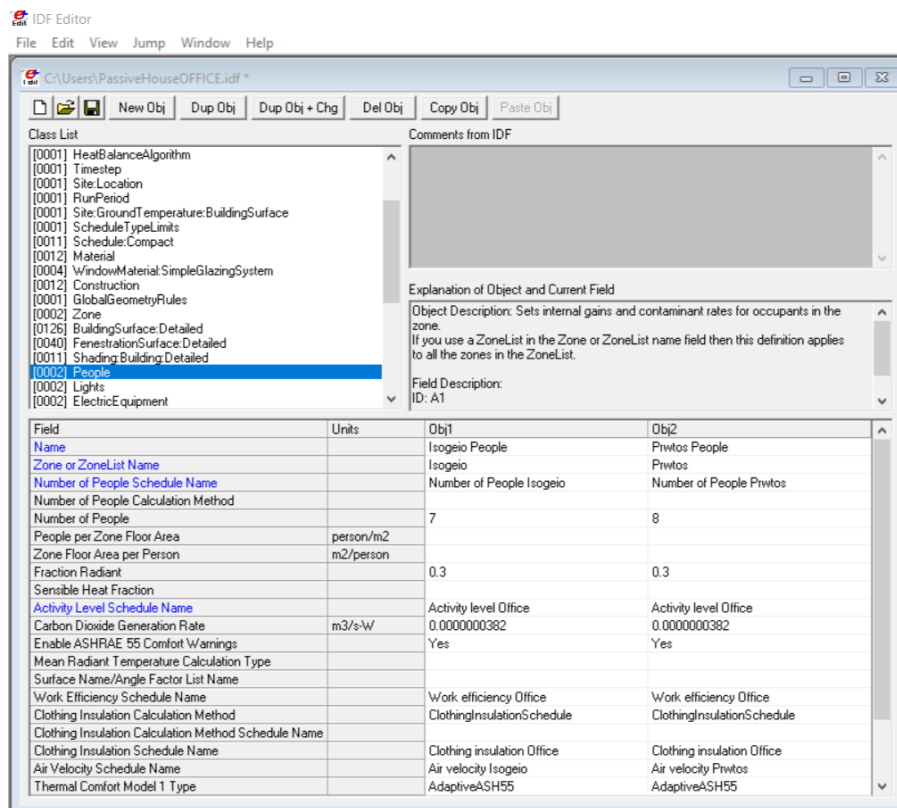 IDF Editor
File Edit View Jump Window Help
C:\Users\PassiveHouseOFFICE.idf *
New Obj Dup Obj Dup Obj + Chg Del Obj Copy Obj Paste Obj
Class List Comments from IDF
[0001] HeatBalanceAlgorithm
[0001] Timestep
[0001] Site:Location
[0001] RunPeriod
[0001] Site:GroundTemperature:BuildingSurface
[0001] ScheduleTypeLimits
[0011] Schedule:Compact
[0012] Material
[0004] WindowMaterial:SimpleGlazingSystem
[0012] Construction
[0001] GlobalGeometryRules
[0002] Zone
[0126] BuildingSurface:Detailed
[0040] FenestrationSurface:Detailed
[0011] Shading:Building:Detailed
[0002] People
[0002] Lights
[0002] ElectricEquipment
Explanation of Object and Current Field
Object Description: Sets internal gains and contaminant rates for occupants in the
zone.
If you use a ZoneList in the Zone or ZoneList name field then this definition applies
to all the zones in the ZoneList.
Field Description:
ID: A1
Field Units Obj1 Obj2
Name Isogeio People Prwtos People
Zone or ZoneList Name Isogeio Prwtos
Number of People Schedule Name Number of People Isogeio Number of People Prwtos
Number of People Calculation Method
Number of People 7 8
People per Zone Floor Area person/m2
Zone Floor Area per Person m2/person
Fraction Radiant 0.3 0.3
Sensible Heat Fraction
Activity Level Schedule Name Activity level Office Activity level Office
Carbon Dioxide Generation Rate m3/s-W 0.0000000382 0.0000000382
Enable ASHRAE 55 Comfort Warnings Yes Yes
Mean Radiant Temperature Calculation Type
Surface Name/Angle Factor List Name
Work Efficiency Schedule Name Work efficiency Office Work efficiency Office
Clothing Insulation Calculation Method ClothingInsulationSchedule ClothingInsulationSchedule
Clothing Insulation Calculation Method Schedule Name
Clothing Insulation Schedule Name Clothing insulation Office Clothing insulation Office
Air Velocity Schedule Name Air velocity Isogeio Air velocity Prwtos
Thermal Comfort Model 1 Type AdaptiveASH55 AdaptiveASH55